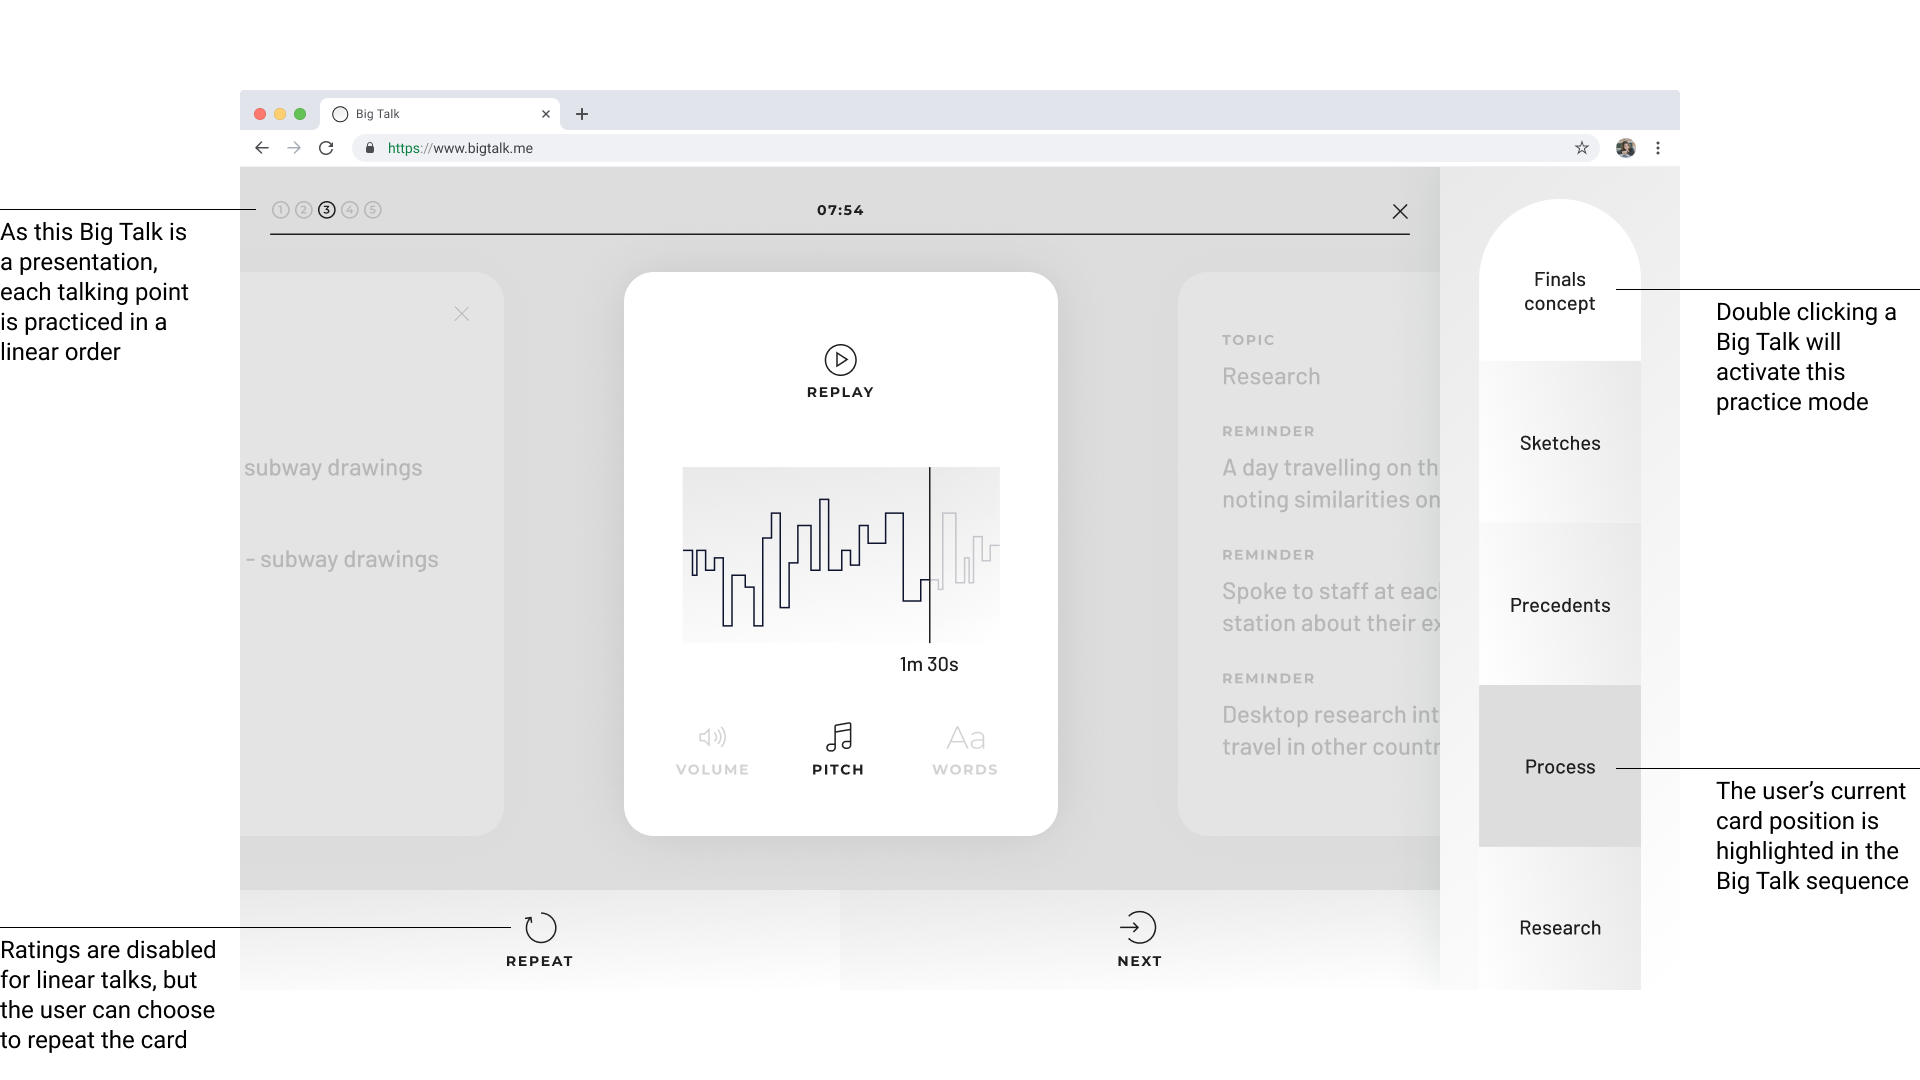 Big Talk
https://www.bigtalk.me
1 2 3 4 5
07:54
As this Big Talk is
a presentation,
each talking point
is practiced in a
linear order
subway drawings
- subway drawings
REPLAY
1m 30s
VOLUME
PITCH
WORDS
Aa
TOPIC
Research
REMINDER
A day travelling on th
noting similarities on
REMINDER
Spoke to staff at eac
station about their ex
REMINDER
Desktop research int
travel in other countr
Finals
concept
Sketches
Precedents
Process
Research
Double clicking a
Big Talk will
activate this
practice mode
The user’s current
card position is
highlighted in the
Big Talk sequence
REPEAT
NEXT
Ratings are disabled
for linear talks, but
the user can choose
to repeat the card